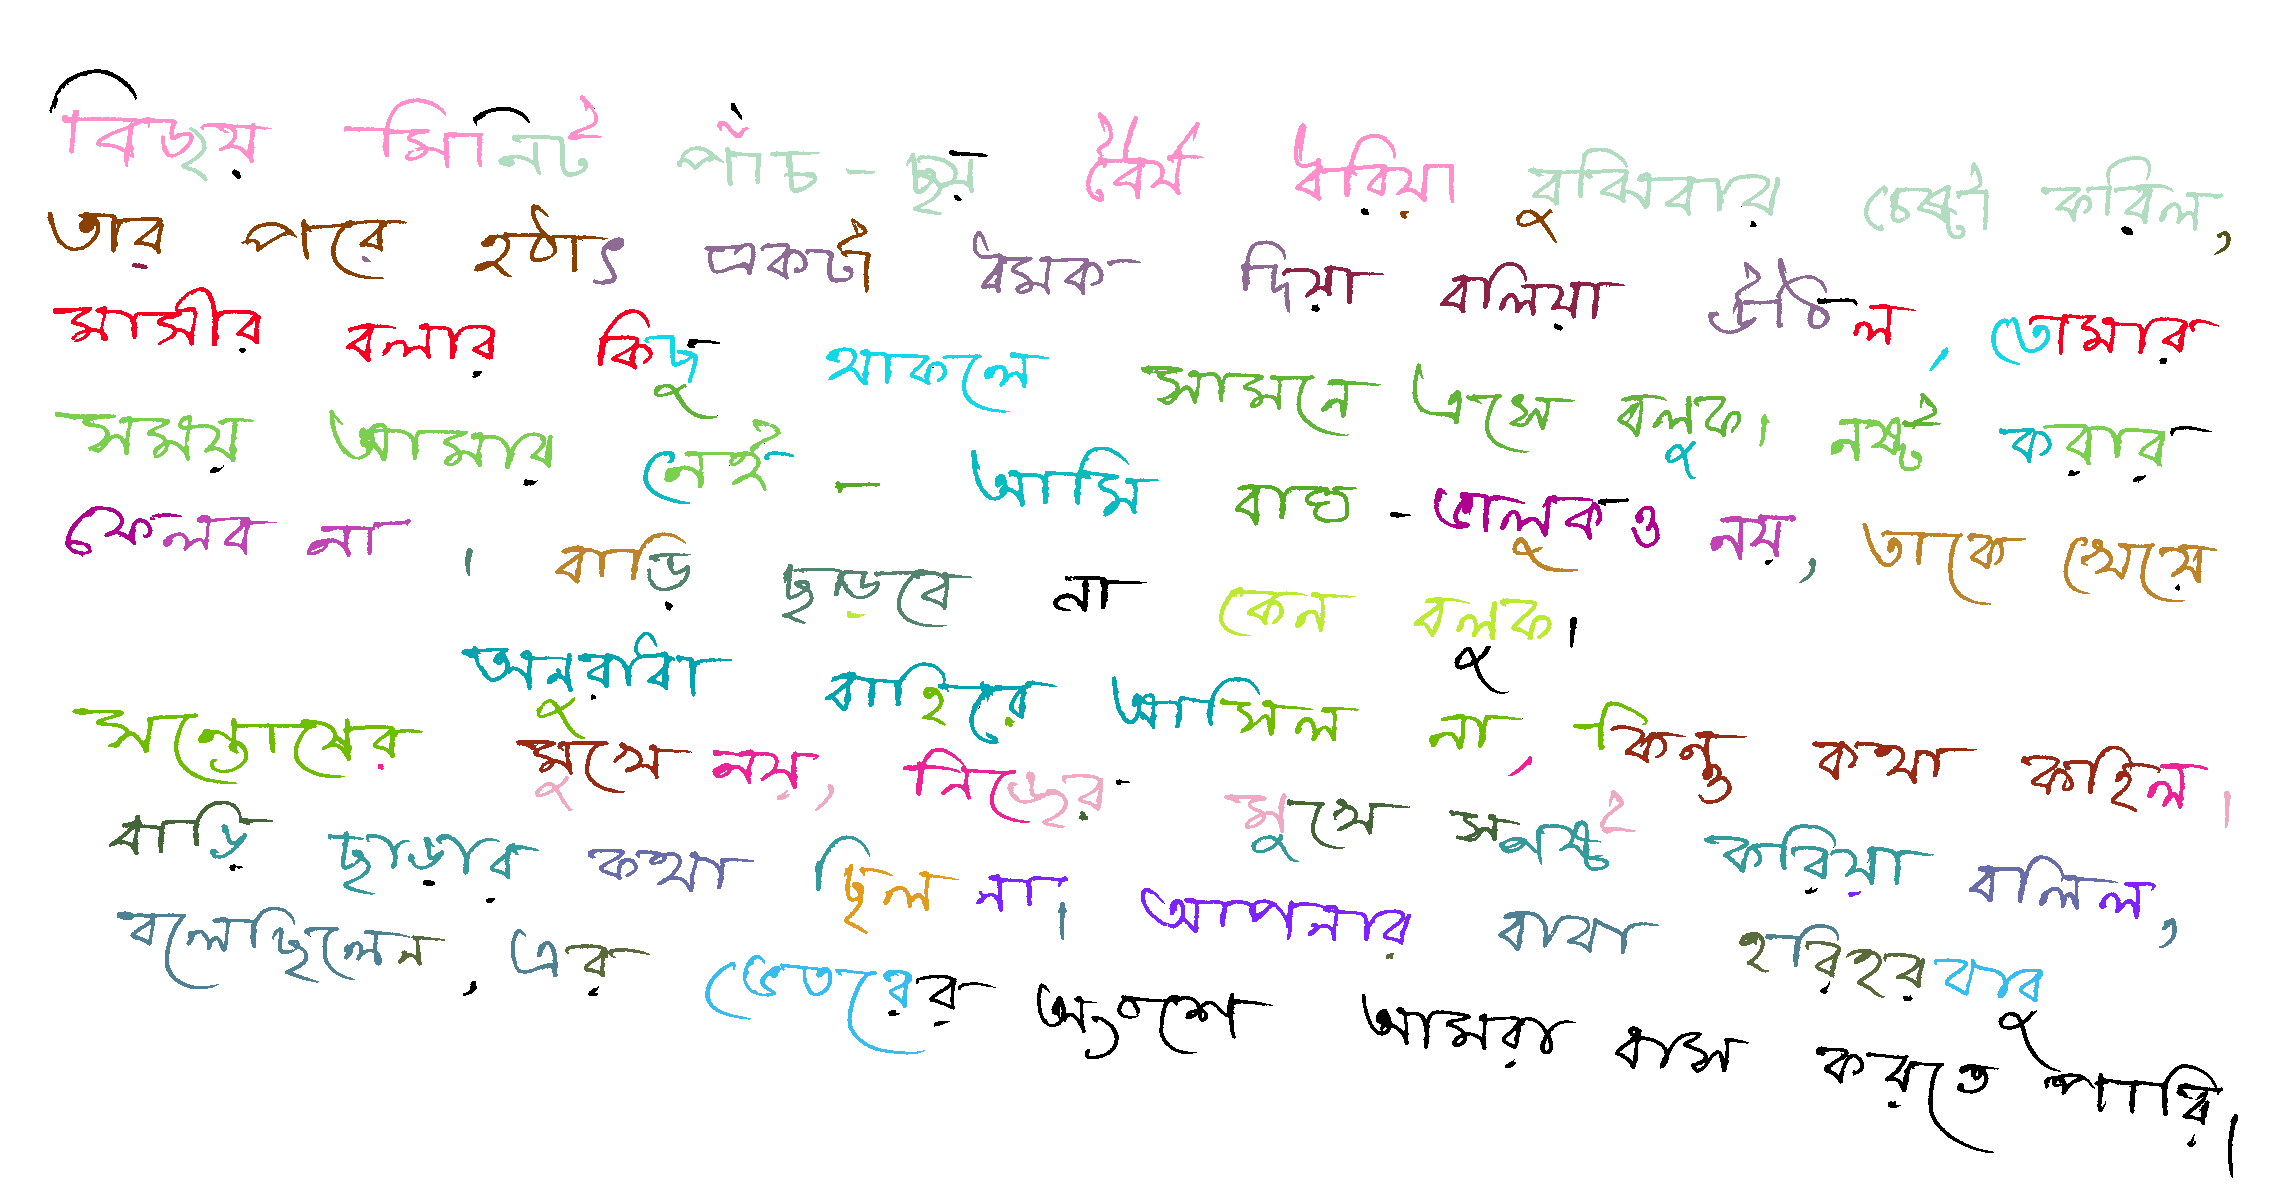 বিজয় মিনিট পাঁচ-ছয় ধৈর্য ধরিয়া বুঝিবার চেষ্টা করিল,
তার পরে হঠাৎ একটা ধমক দিয়া বলিয়া উঠিল, তোমার
মাসীর বলার কিছু থাকলে সামনে এসে বলুক। নষ্ট করার
সময় আমার নেই - আমি বাঘ-ভালুকও নয়, তাকে খেয়ে
ফেলব না। বাড়ি ছাড়বে না কেন বলুক।
অনুরাধা বাহিরে আসিল না, কিন্তু কথা কহিল।
সন্তোষের মুখে নয়, নিজের মুখে স্পষ্ট করিয়া বলিল,
বাড়ি ছাড়ার কথা ছিল না। আপনার বাবা হরিহরবাবু
বলেছিলেন, এর ভেতরের অংশে আমরা বাস করতে পারি।